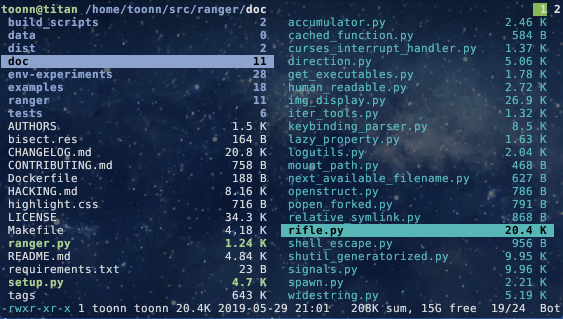 toonn@titan /home/toonn/src/ranger/doc 1 2
build_scripts 2 accumulator.py 2.46 K
data 0 cached_function.py 584 B
dist 2 curses_interrupt_handler.py 1.37 K
doc 11 direction.py 5.06 K
env-experiments 28 get_executables.py 1.78 K
examples 18 human_readable.py 2.72 K
ranger 11 img_display.py 26.9 K
tests 6 iter_tools.py 1.32 K
AUTHORS 1.5 K keybinding_parser.py 8.5 K
bisect.res 164 B lazy_property.py 1.63 K
CHANGELOG.md 20.8 K logutils.py 2.04 K
CONTRIBUTING.md 758 B mount_path.py 468 B
Dockerfile 188 B next_available_filename.py 627 B
HACKING.md 8.16 K openstruct.py 786 B
highlight.css 716 B popen_forked.py 791 B
LICENSE 34.3 K relative_symlink.py 868 B
Makefile 4.18 K rifle.py 20.4 K
ranger.py 1.24 K shell_escape.py 956 B
README.md 4.84 K shutil_generatorized.py 9.95 K
requirements.txt 23 B signals.py 9.96 K
setup.py 4.7 K spawn.py 2.21 K
tags 643 K widestring.py 5.19 K
-rwxr-xr-x 1 toonn toonn 20.4K 2019-05-29 21:01 208K sum, 15G free 19/24 Bot